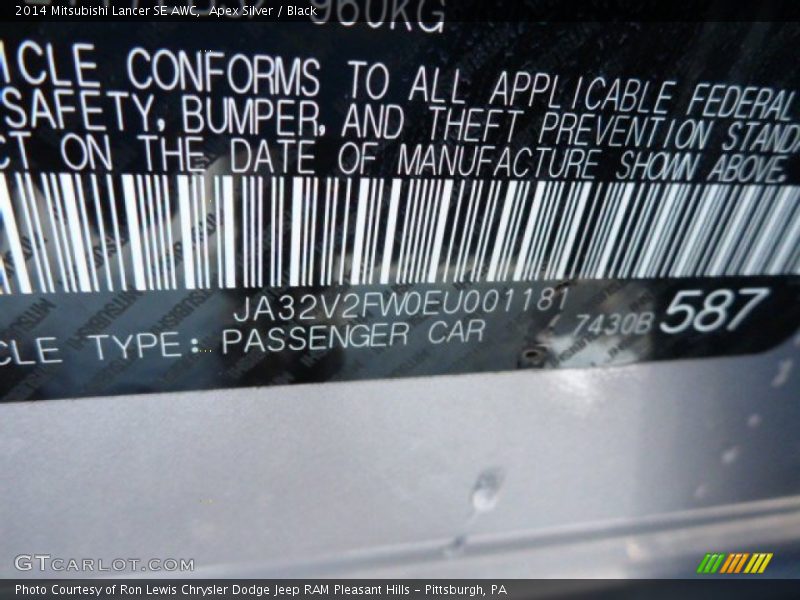 2014 Mitsubishi Lancer SE AWC,  Apex Silver / Black
960KG
ICLE CONFORMS TO ALL APPLICABLE FEDERAL
SAFETY, BUMPER, AND THEFT PREVENTION STANDA
CT ON THE DATE OF MANUFACTURE SHOWN ABOVE.
JA32V2FW0EU001181
7430B 587
CLE TYPE: PASSENGER CAR
GTCARLOT.COM
Photo Courtesy of Ron Lewis Chrysler Dodge Jeep RAM Pleasant Hills – Pittsburgh, PA